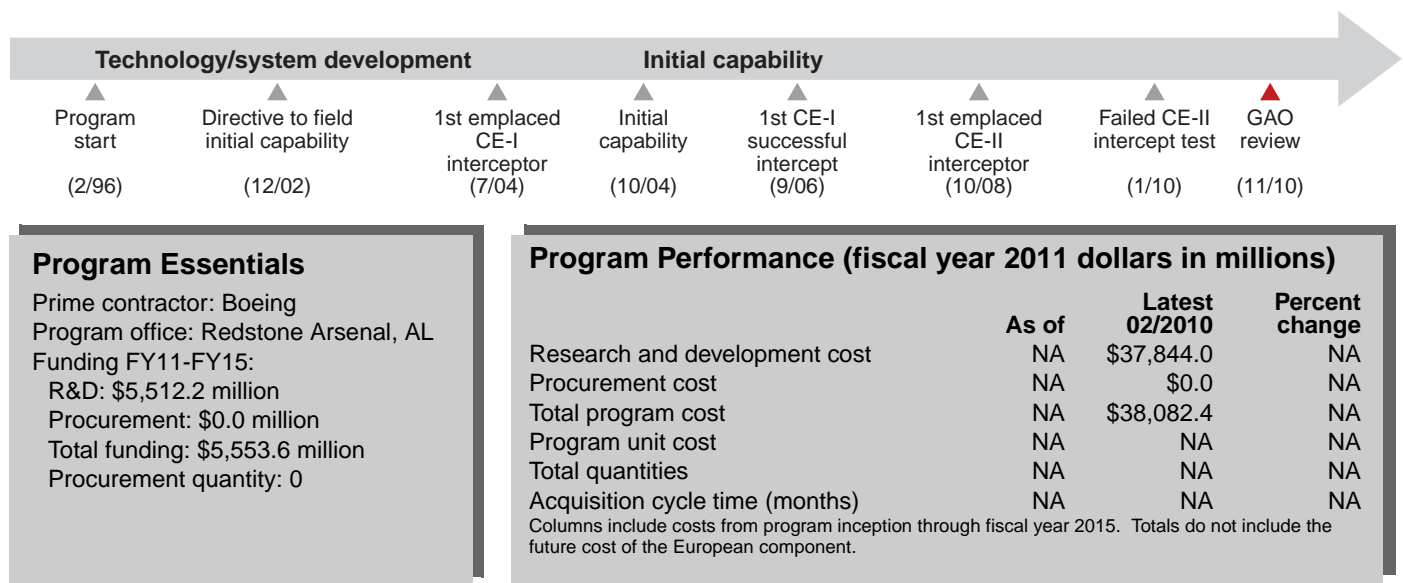 Technology/system development
Initial capability
Program
start
(2/96)
Directive to field
initial capability
(12/02)
1st emplaced
CE-I
interceptor
(7/04)
Initial
capability
(10/04)
1st CE-I
successful
intercept
(9/06)
1st emplaced
CE-II
interceptor
(10/08)
Failed CE-II
intercept test
(1/10)
GAO
review
(11/10)
Program Essentials
Prime contractor: Boeing
Program office: Redstone Arsenal, AL
Funding FY11-FY15:
R&D: $5,512.2 million
Procurement: $0.0 million
Total funding: $5,553.6 million
Procurement quantity: 0
Program Performance (fiscal year 2011 dollars in millions)
As of Latest 02/2010 Percent change
Research and development cost NA $37,844.0 NA
Procurement cost NA $0.0 NA
Total program cost NA $38,082.4 NA
Program unit cost NA NA NA
Total quantities NA NA NA
Acquisition cycle time (months) NA NA NA
Columns include costs from program inception through fiscal year 2015. Totals do not include the
future cost of the European component.